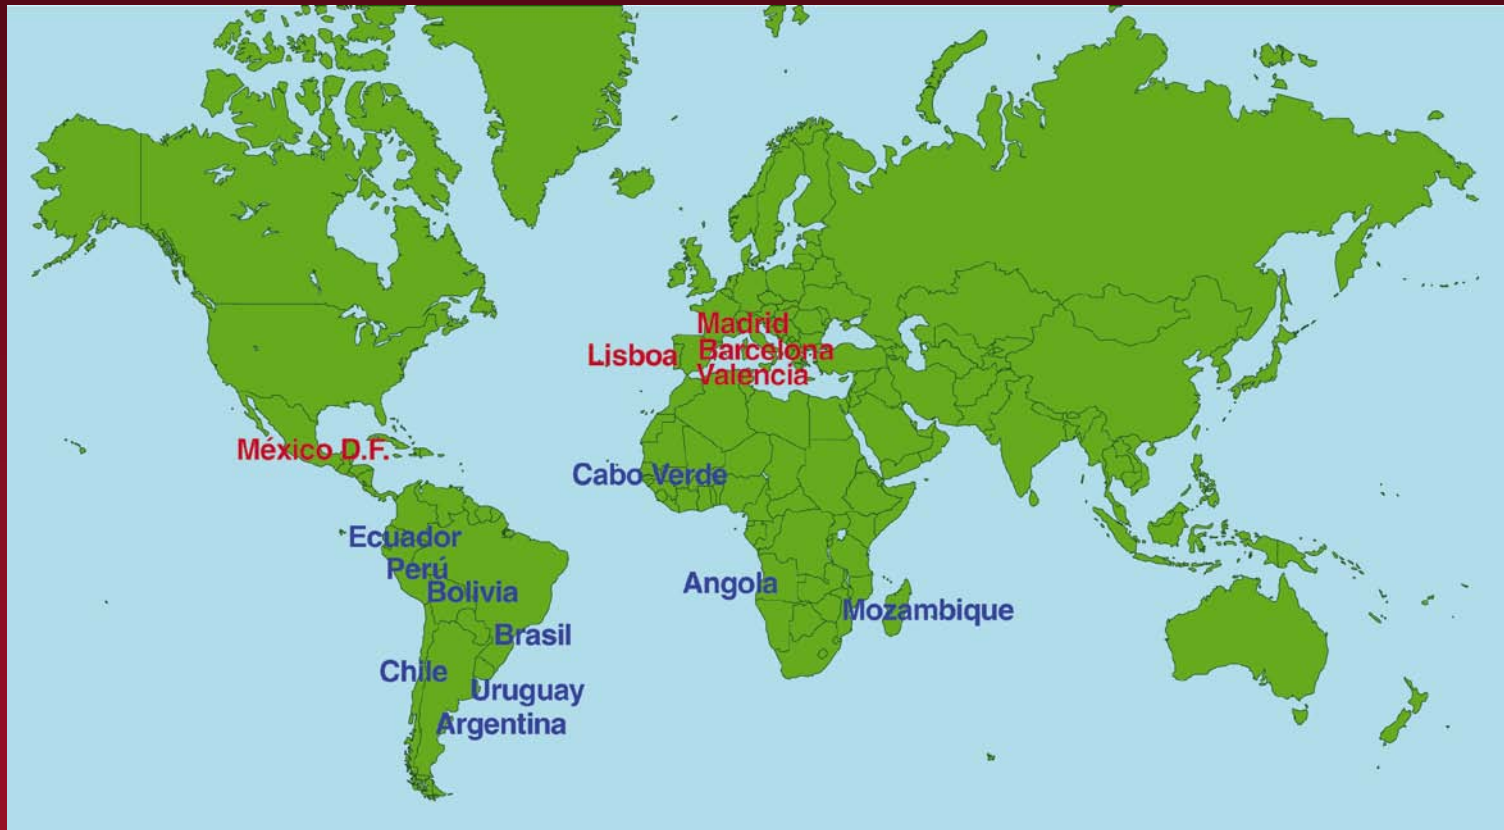 Madrid
Lisboa
Barcelona
Valencia
México D.F.
Cabo Verde
Ecuador
Perú
Bolivia
Angola
Mozambique
Brasil
Chile
Uruguay
Argentina